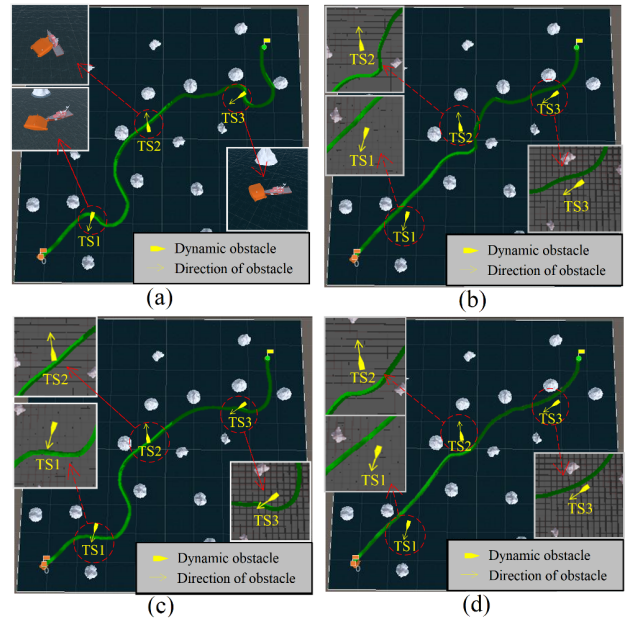 TS3
TS2
TS1
Dynamic obstacle
Direction of obstacle
(a)
TS2
TS1
TS2
TS3
TS3
TS1
Dynamic obstacle
Direction of obstacle
(b)
TS2
TS1
TS3
TS2
TS3
TS1
Dynamic obstacle
Direction of obstacle
(c)
TS2
TS1
TS3
TS2
TS3
TS1
Dynamic obstacle
Direction of obstacle
(d)